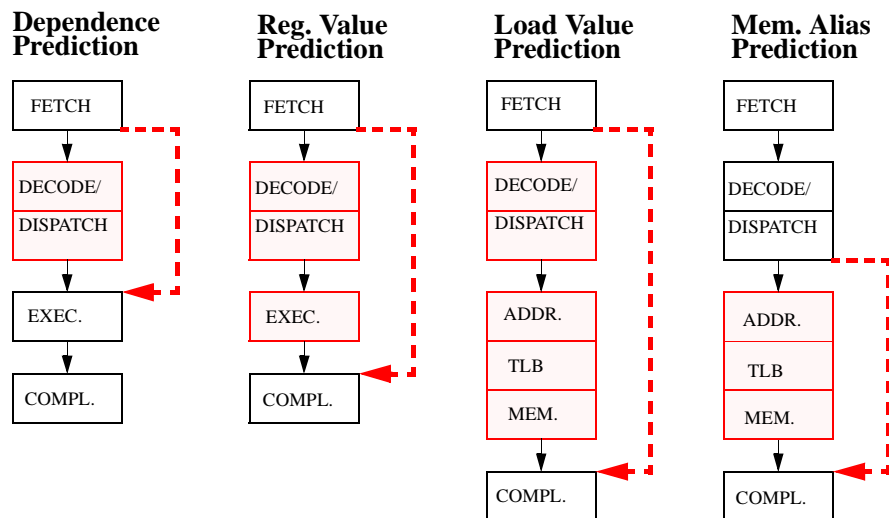 Dependence
Prediction
FETCH
DECODE/
DISPATCH
EXEC.
COMPL.
Reg. Value
Prediction
FETCH
DECODE/
DISPATCH
EXEC.
COMPL.
Load Value
Prediction
FETCH
DECODE/
DISPATCH
ADDR.
TLB
MEM.
COMPL.
Mem. Alias
Prediction
FETCH
DECODE/
DISPATCH
ADDR.
TLB
MEM.
COMPL.